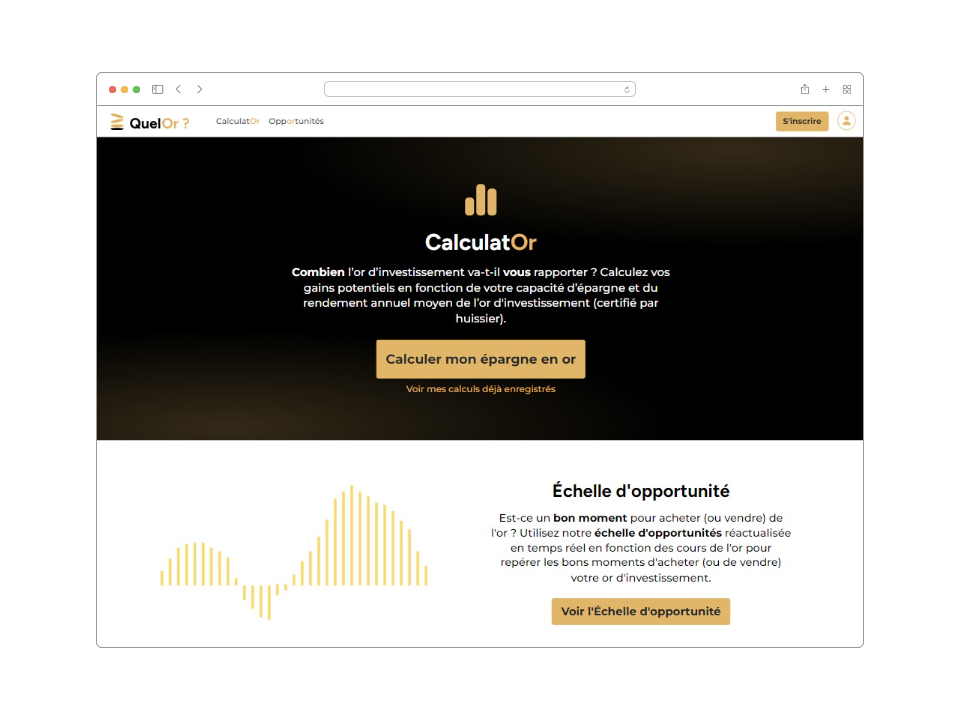 QuelOr ?
CalculatOr
Opportunités
S'inscrire
CalculatOr
Combien l'or d'investissement va-t-il vous rapporter ? Calculez vos
gains potentiels en fonction de votre capacité d'épargne et du
rendement annuel moyen de l'or d'investissement (certifié par
huissier).
Calculer mon épargne en or
Voir mes calculs déjà enregistrés
Échelle d'opportunité
Est-ce un bon moment pour acheter (ou vendre) de
l'or ? Utilisez notre échelle d'opportunités réactualisée
en temps réel en fonction des cours de l'or pour
repérer les bons moments d'acheter (ou de vendre)
votre or d'investissement.
Voir l'Échelle d'opportunité